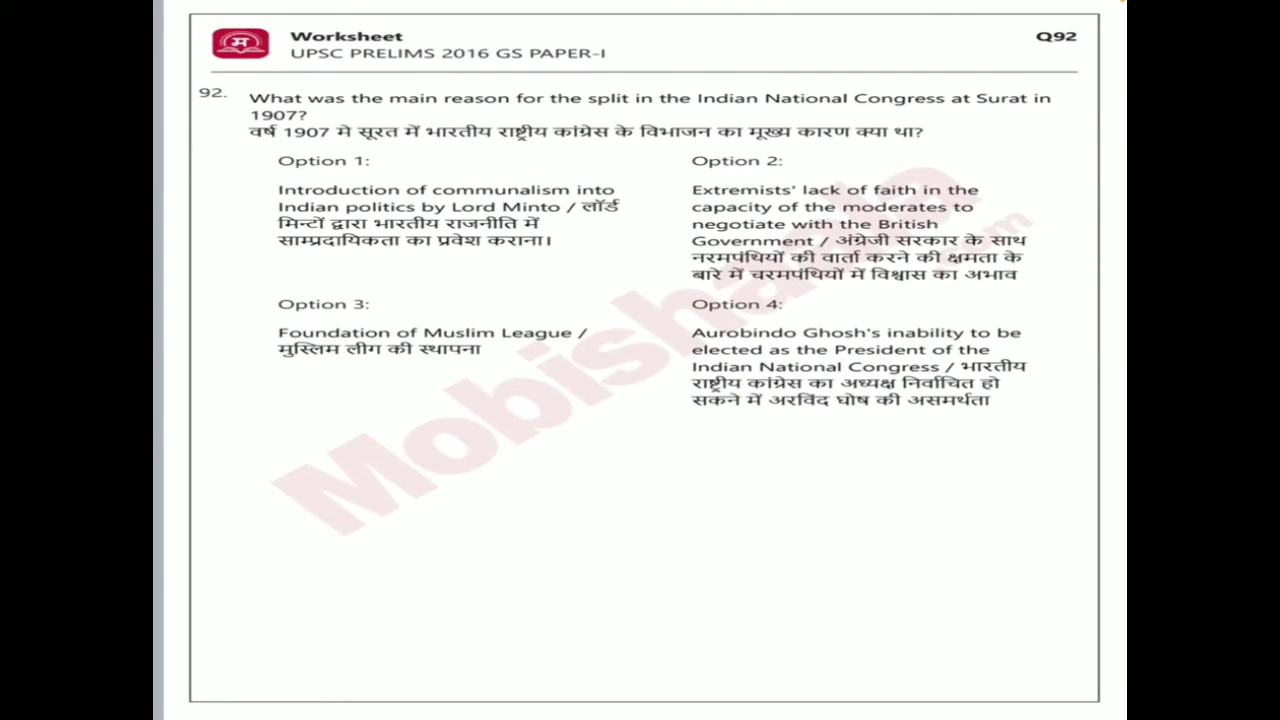 Worksheet
Q92
UPSC PRELIMS 2016 GS PAPER-I
92.
What was the main reason for the split in the Indian National Congress at Surat in
1907?
वर्ष 1907 मे सूरत में भारतीय राष्ट्रीय कांग्रेस के विभाजन का मूख्य कारण क्या था?
Option 1:
Introduction of communalism into
Indian politics by Lord Minto / लॉर्ड
मिन्टों द्वारा भारतीय राजनीति में
साम्प्रदायिकता का प्रवेश कराना।
Option 2:
Extremists' lack of faith in the
capacity of the moderates to
negotiate with the British
Government / अंग्रेजी सरकार के साथ
नरमपंथियों की वार्ता करने की क्षमता के
बारे में चरमपंथियों में विश्वास का अभाव
Option 3:
Foundation of Muslim League /
मुस्लिम लीग की स्थापना
Option 4:
Aurobindo Ghosh's inability to be
elected as the President of the
Indian National Congress / भारतीय
राष्ट्रीय कांग्रेस का अध्यक्ष निर्वाचित हो
सकने में अरविंद घोष की असमर्थता